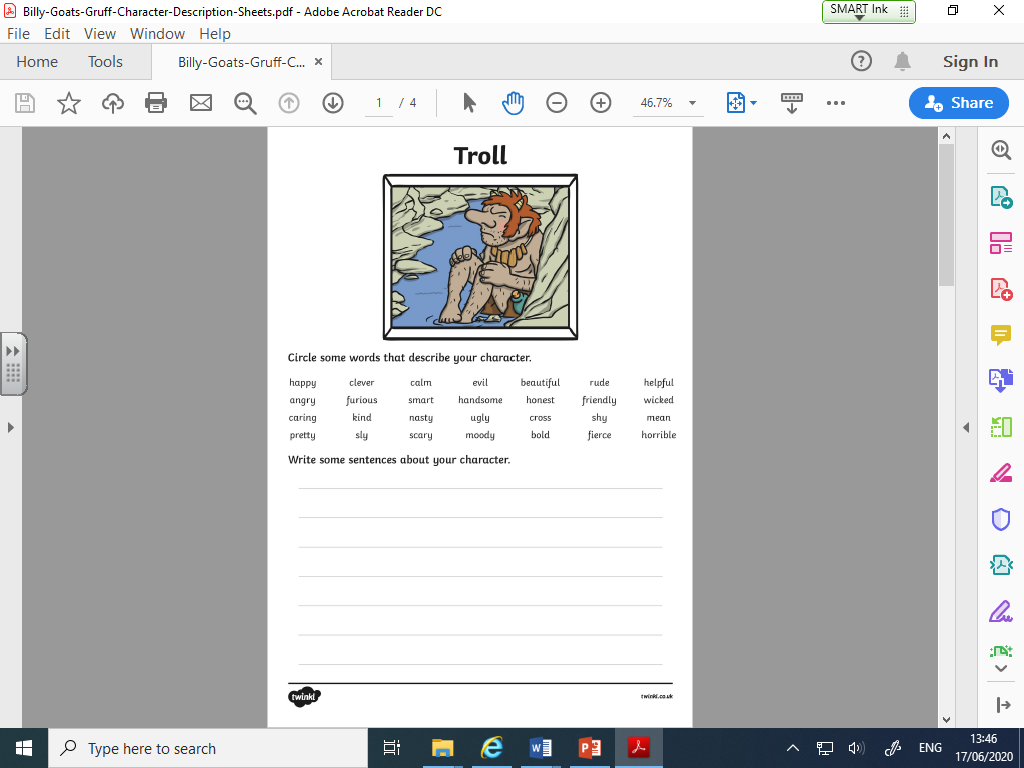 Billy-Goats-Gruff-Character-Description-Sheets.pdf - Adobe Acrobat Reader DC
SMART Ink
File Edit View Window Help
Home Tools Billy-Goats-Gruff-C... × Sign In
1 / 4 46.7% Share
Troll
Circle some words that describe your character.
happy clever calm evil beautiful rude helpful
angry furious smart handsome honest friendly wicked
caring kind nasty ugly cross shy mean
pretty sly scary moody bold fierce horrible
Write some sentences about your character.
twinkl twinkl.co.uk
Type here to search ENG 13:46
17/06/2020